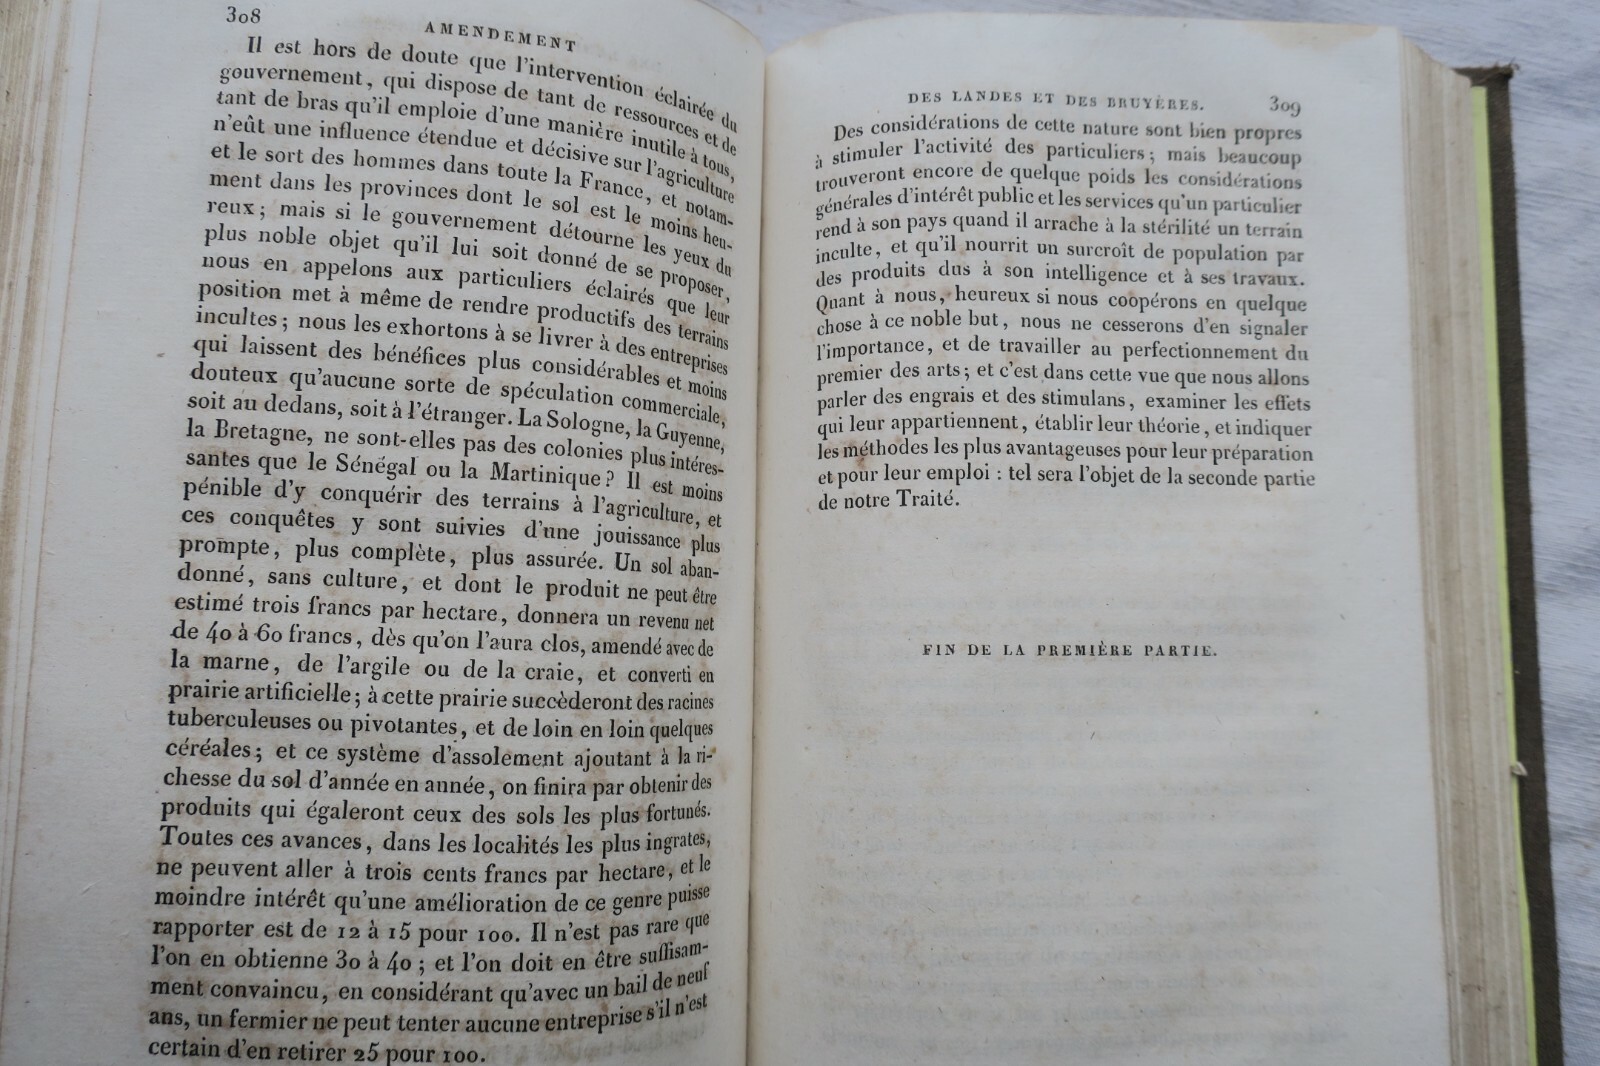 308
AMENDEMENT
Il est hors de doute que l'intervention éclairée du
gouvernement, qui dispose de tant de ressources et de
tant de bras qu'il emploie d'une manière inutile à tous,
n'eût une influence étendue et décisive sur l'agriculture
et le sort des hommes dans toute la France, et notam-
ment dans les provinces dont le sol est le moins heu-
reux; mais si le gouvernement détourne les yeux du
plus noble objet qu'il lui soit donné de se proposer,
nous en appelons aux particuliers éclairés que leur
position met à même de rendre productifs des terrains
incultes; nous les exhortons à se livrer à des entreprises
qui laissent des bénéfices plus considérables et moins
douteux qu'aucune sorte de spéculation commerciale,
soit au dedans, soit à l'étranger. La Sologne, la Guyenne,
la Bretagne, ne sont-elles pas des colonies plus intéres-
santes que le Sénégal ou la Martinique? Il est moins
pénible d'y conquérir des terrains à l'agriculture, et
ces conquêtes y sont suivies d'une jouissance plus
prompte, plus complète, plus assurée. Un sol aban-
donné, sans culture, et dont le produit ne peut être
estimé trois francs par hectare, donnera un revenu net
de 40 à 60 francs, dès qu'on l'aura clos, amendé avec de
la marne, de l'argile ou de la craie, et converti en
prairie artificielle; à cette prairie succèderont des racines
tuberculeuses ou pivotantes, et de loin en loin quelques
céréales; et ce système d'assolement ajoutant à la ri-
chesse du sol d'année en année, on finira par obtenir des
produits qui égaleront ceux des sols les plus fortunés.
Toutes ces avances, dans les localités les plus ingrates,
ne peuvent aller à trois cents francs par hectare, et le
moindre intérêt qu'une amélioration de ce genre puisse
rapporter est de 12 à 15 pour 100. Il n'est pas rare que
l'on en obtienne 30 à 40; et l'on doit en être suffisam-
ment convaincu, en considérant qu'avec un bail de neuf
ans, un fermier ne peut tenter aucune entreprise s'il n'est
certain d'en retirer 25 pour 100.
DES LANDES ET DES BRUYÈRES. 309
Des considérations de cette nature sont bien propres
à stimuler l'activité des particuliers; mais beaucoup
trouveront encore de quelque poids les considérations
générales d'intérêt public et les services qu'un particulier
rend à son pays quand il arrache à la stérilité un terrain
inculte, et qu'il nourrit un surcroît de population par
des produits dus à son intelligence et à ses travaux.
Quant à nous, heureux si nous coopérons en quelque
chose à ce noble but, nous ne cesserons d'en signaler
l'importance, et de travailler au perfectionnement du
premier des arts; et c'est dans cette vue que nous allons
parler des engrais et des stimulans, examiner les effets
qui leur appartiennent, établir leur théorie, et indiquer
les méthodes les plus avantageuses pour leur préparation
et pour leur emploi : tel sera l'objet de la seconde partie
de notre Traité.
FIN DE LA PREMIÈRE PARTIE.